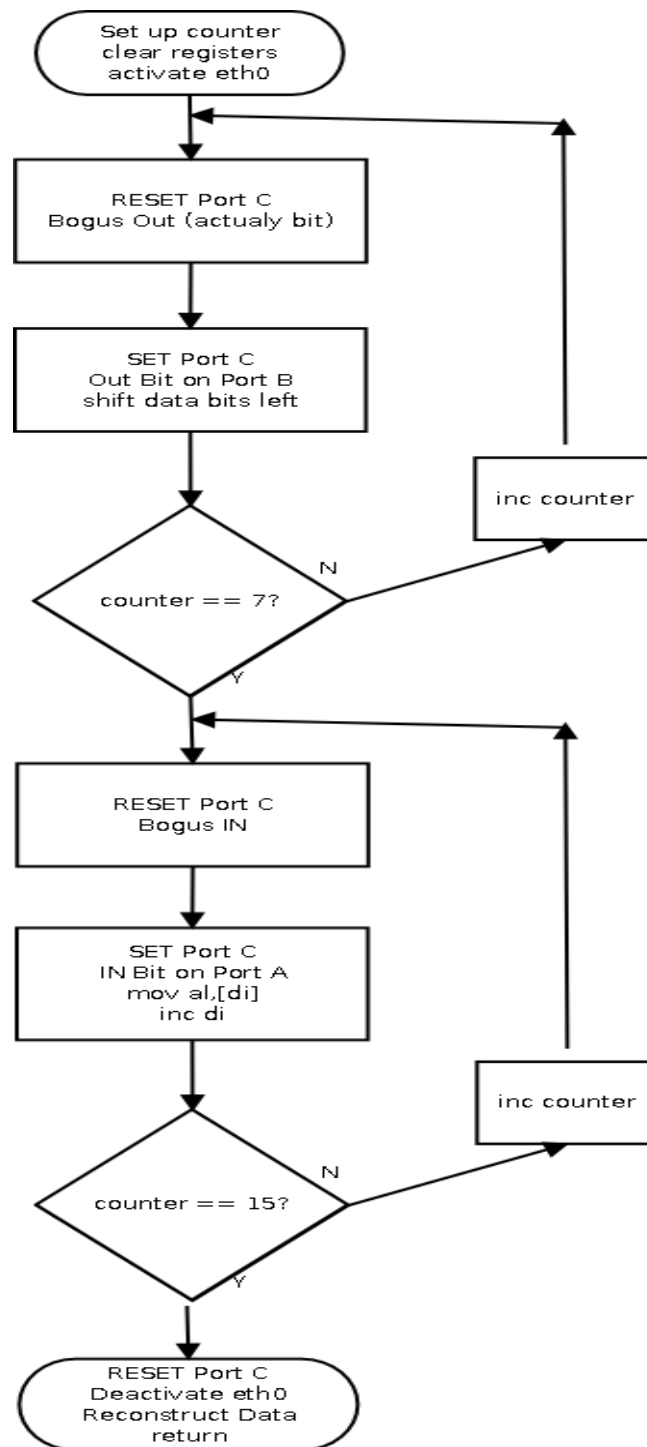 Set up counter
clear registers
activate eth0
RESET Port C
Bogus Out (actualy bit)
SET Port C
Out Bit on Port B
shift data bits left
inc counter
N
counter == 7?
Y
RESET Port C
Bogus IN
SET Port C
IN Bit on Port A
mov al,[di]
inc di
inc counter
N
counter == 15?
Y
RESET Port C
Deactivate eth0
Reconstruct Data
return